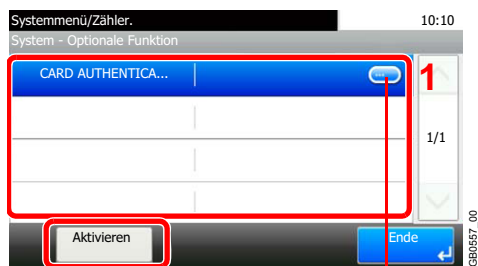 Systemmenü/Zähler. 10:10
System - Optionale Funktion
CARD AUTHENTICA...
1
1/1
Aktivieren
Ende
GB0557_00